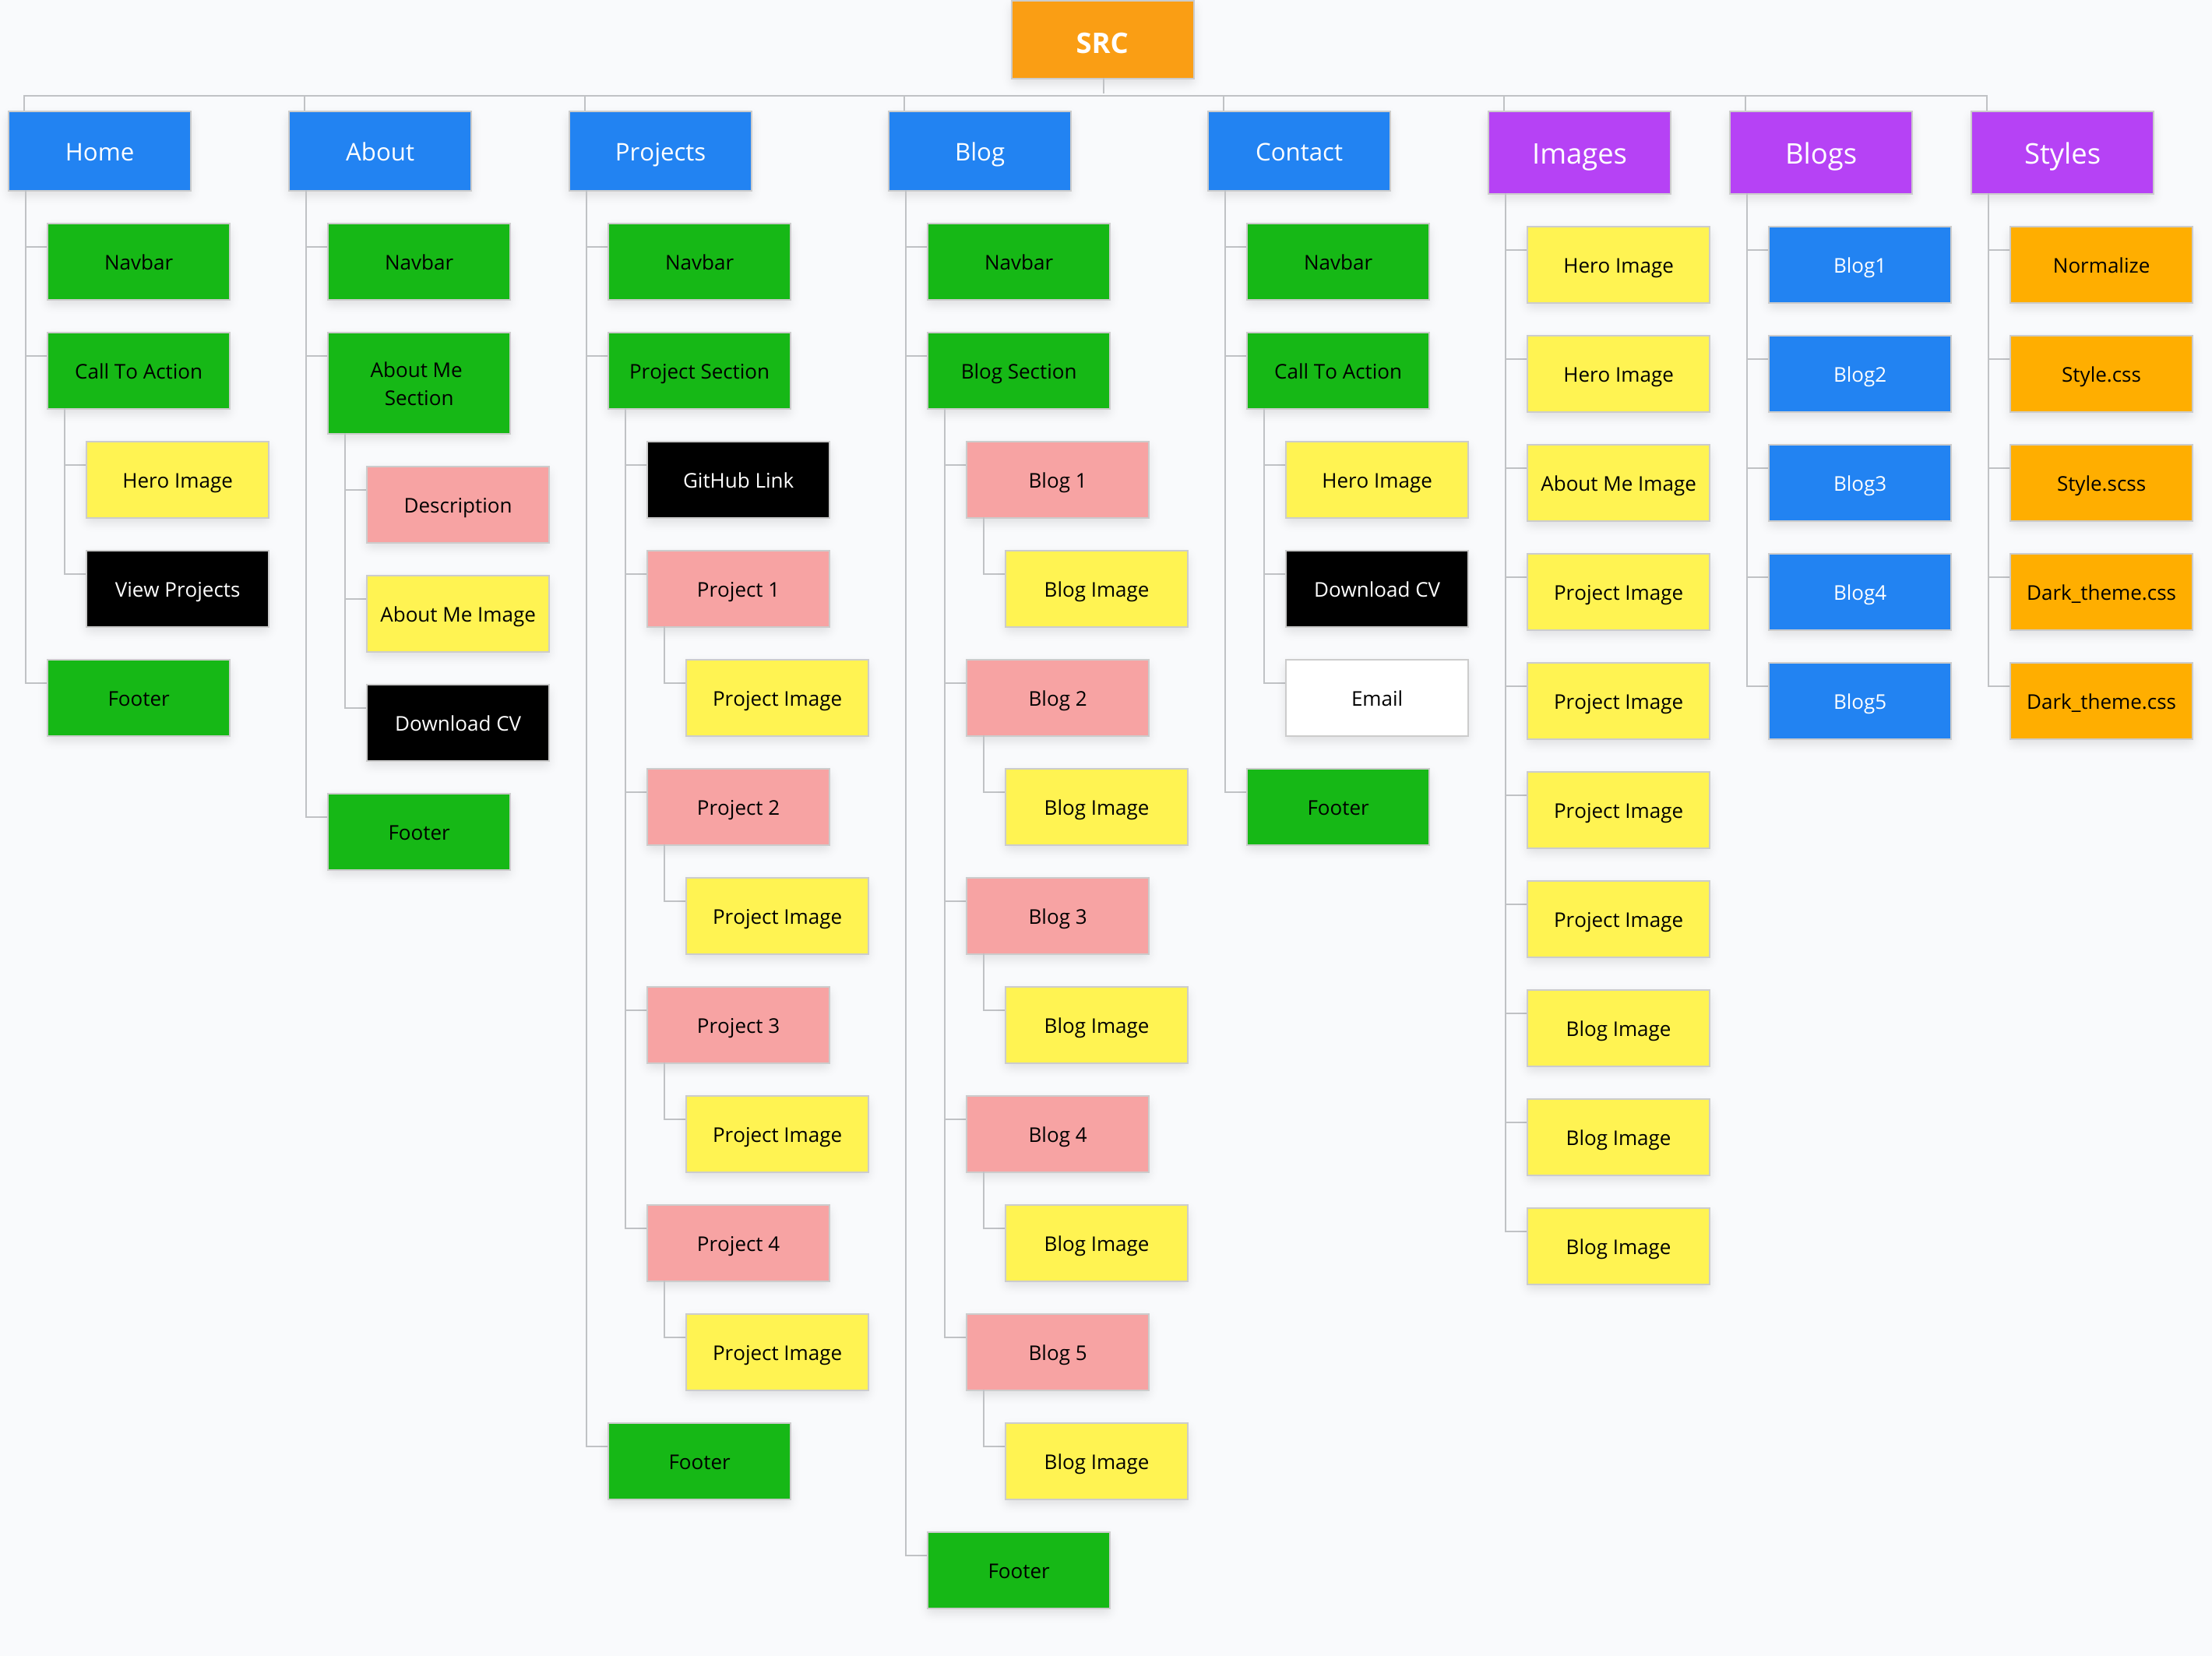 SRC
Home
Navbar
Call To Action
Hero Image
View Projects
Footer
About
Navbar
About Me
Section
Description
About Me Image
Download CV
Footer
Projects
Navbar
Project Section
GitHub Link
Project 1
Project Image
Project 2
Project Image
Project 3
Project Image
Project 4
Project Image
Footer
Blog
Navbar
Blog Section
Blog 1
Blog Image
Blog 2
Blog Image
Blog 3
Blog Image
Blog 4
Blog Image
Blog 5
Blog Image
Footer
Contact
Navbar
Call To Action
Hero Image
Download CV
Email
Footer
Images
Hero Image
Hero Image
About Me Image
Project Image
Project Image
Project Image
Project Image
Blog Image
Blog Image
Blog Image
Blogs
Blog1
Blog2
Blog3
Blog4
Blog5
Styles
Normalize
Style.css
Style.scss
Dark_theme.css
Dark_theme.css